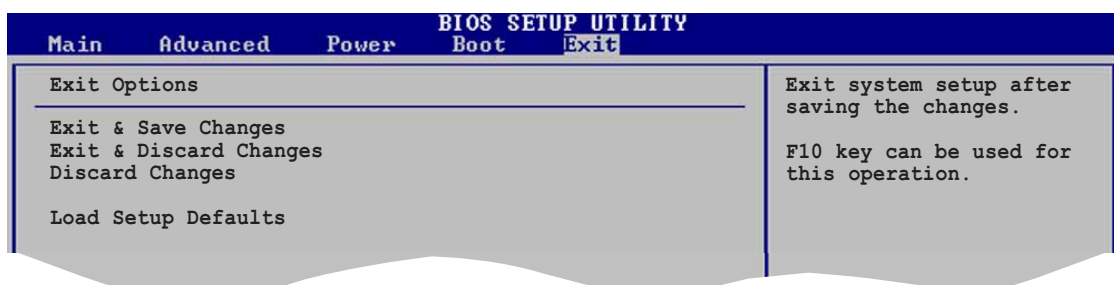 BIOS SETUP UTILITY
Main Advanced Power Boot Exit
Exit Options
Exit & Save Changes
Exit & Discard Changes
Discard Changes
Load Setup Defaults
Exit system setup after
saving the changes.
F10 key can be used for
this operation.